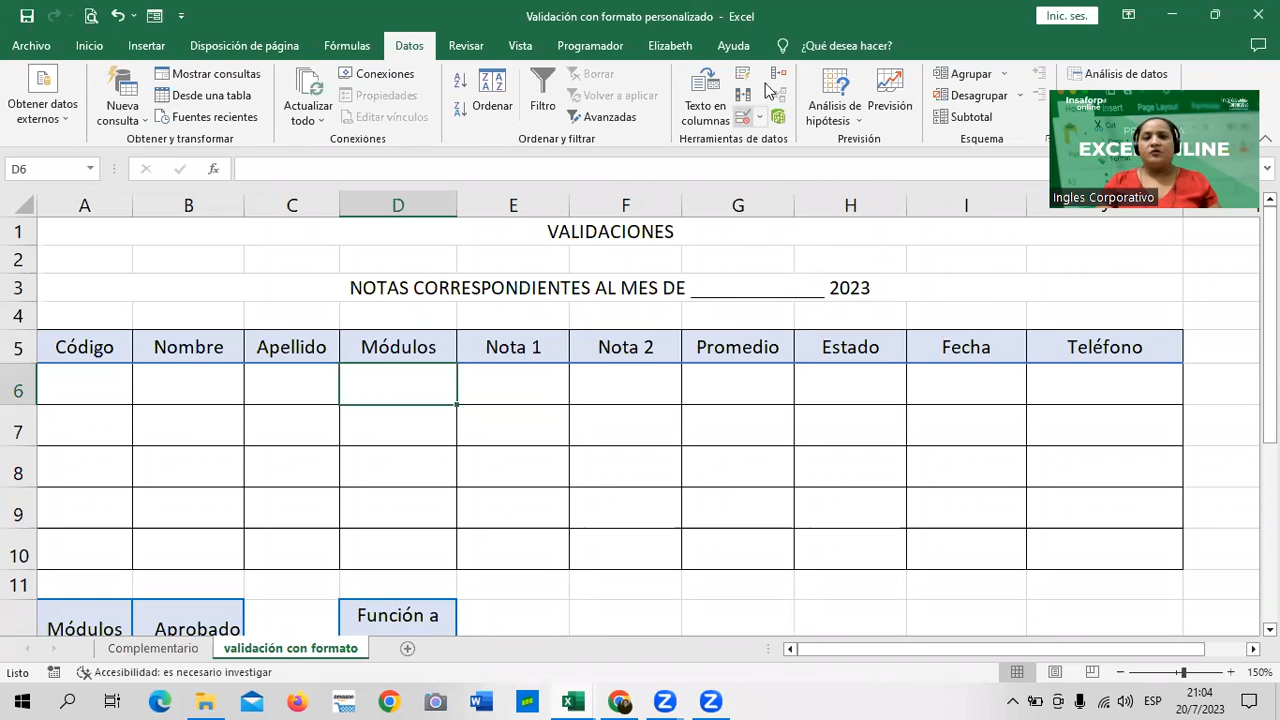 Validación con formato personalizado - Excel
Inic. ses.
Archivo Inicio Insertar Disposición de página Fórmulas Datos Revisar Vista Programador Elizabeth Ayuda ¿Qué desea hacer?
Obtener datos externos
Nueva consulta
Mostrar consultas
Desde una tabla
Fuentes recientes
Obtener y transformar
Actualizar todo
Conexiones
Propiedades
Editar vínculos
Conexiones
Ordenar
Filtro
Borrar
Volver a aplicar
Avanzadas
Ordenar y filtrar
Texto en columnas
Herramientas de datos
Análisis de hipótesis
Previsión
Previsión
Agrupar
Desagrupar
Subtotal
Esquema
Análisis de datos
Insaforp online
EXCEL ONLINE
Ingles Corporativo
D6
fx
A B C D E F G H I
1 VALIDACIONES
2
3 NOTAS CORRESPONDIENTES AL MES DE _____________ 2023
4
5 Código Nombre Apellido Módulos Nota 1 Nota 2 Promedio Estado Fecha Teléfono
6
7
8
9
10
11
Módulos Aprobado Función a
Complementario validación con formato
Listo Accesibilidad: es necesario investigar 150%
ESP
21:04
20/7/2023